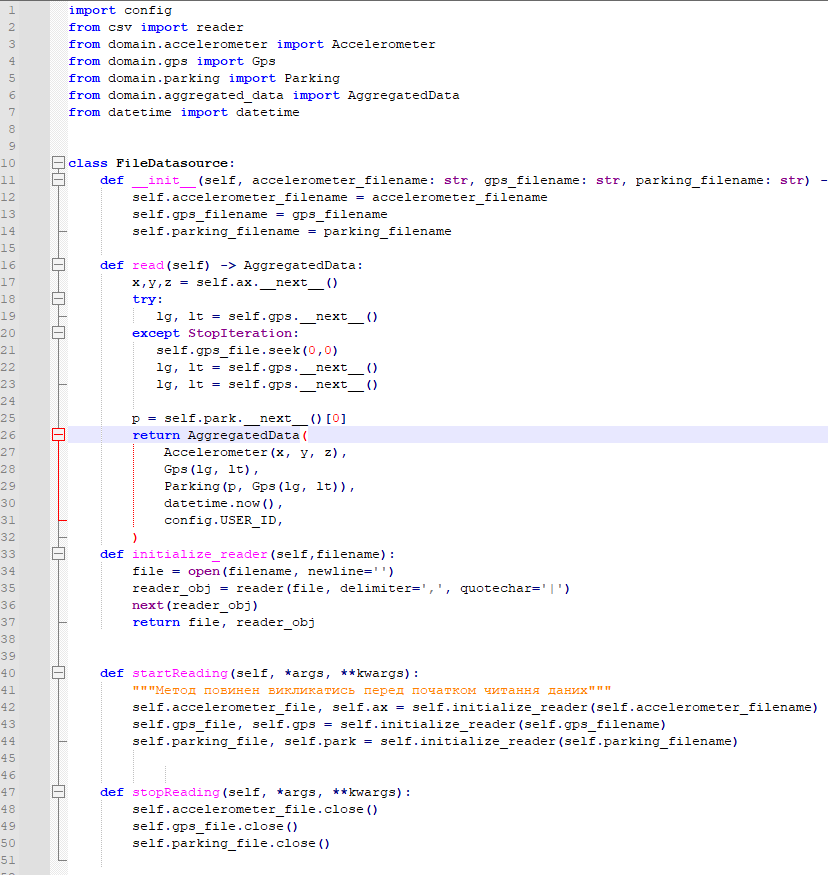 1 import config
2 from csv import reader
3 from domain.accelerometer import Accelerometer
4 from domain.gps import Gps
5 from domain.parking import Parking
6 from domain.aggregated_data import AggregatedData
7 from datetime import datetime
8
9
10 class FileDatasource:
11     def __init__(self, accelerometer_filename: str, gps_filename: str, parking_filename: str) -
12         self.accelerometer_filename = accelerometer_filename
13         self.gps_filename = gps_filename
14         self.parking_filename = parking_filename
15
16     def read(self) -> AggregatedData:
17         x,y,z = self.ax.__next__()
18         try:
19             lg, lt = self.gps.__next__()
20         except StopIteration:
21            self.gps_file.seek(0,0)
22            lg, lt = self.gps.__next__()
23            lg, lt = self.gps.__next__()
24
25         p = self.park.__next__()[0]
26         return AggregatedData(
27             Accelerometer(x, y, z),
28             Gps(lg, lt),
29             Parking(p, Gps(lg, lt)),
30             datetime.now(),
31             config.USER_ID,
32         )
33     def initialize_reader(self,filename):
34         file = open(filename, newline='')
35         reader_obj = reader(file, delimiter=',', quotechar='|')
36         next(reader_obj)
37         return file, reader_obj
38
39
40     def startReading(self, *args, **kwargs):
41         """Метод повинен викликатись перед початком читання даних"""
42         self.accelerometer_file, self.ax = self.initialize_reader(self.accelerometer_filename)
43         self.gps_file, self.gps = self.initialize_reader(self.gps_filename)
44         self.parking_file, self.park = self.initialize_reader(self.parking_filename)
45
46
47     def stopReading(self, *args, **kwargs):
48         self.accelerometer_file.close()
49         self.gps_file.close()
50         self.parking_file.close()
51